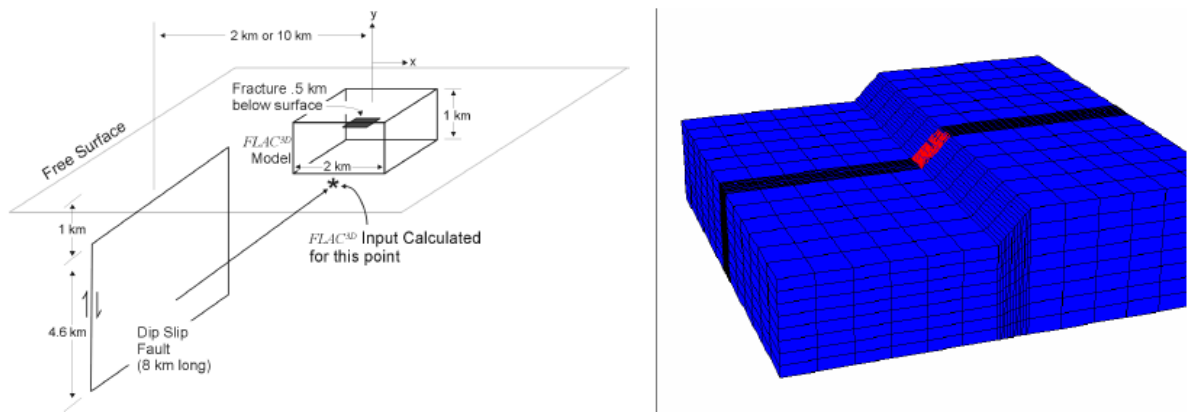 2 km or 10 km
y
x
Fracture .5 km
below surface
1 km
FLAC3D
Model
2 km
Free Surface
1 km
FLAC3D Input Calculated
for this point
4.6 km
Dip Slip
Fault
(8 km long)